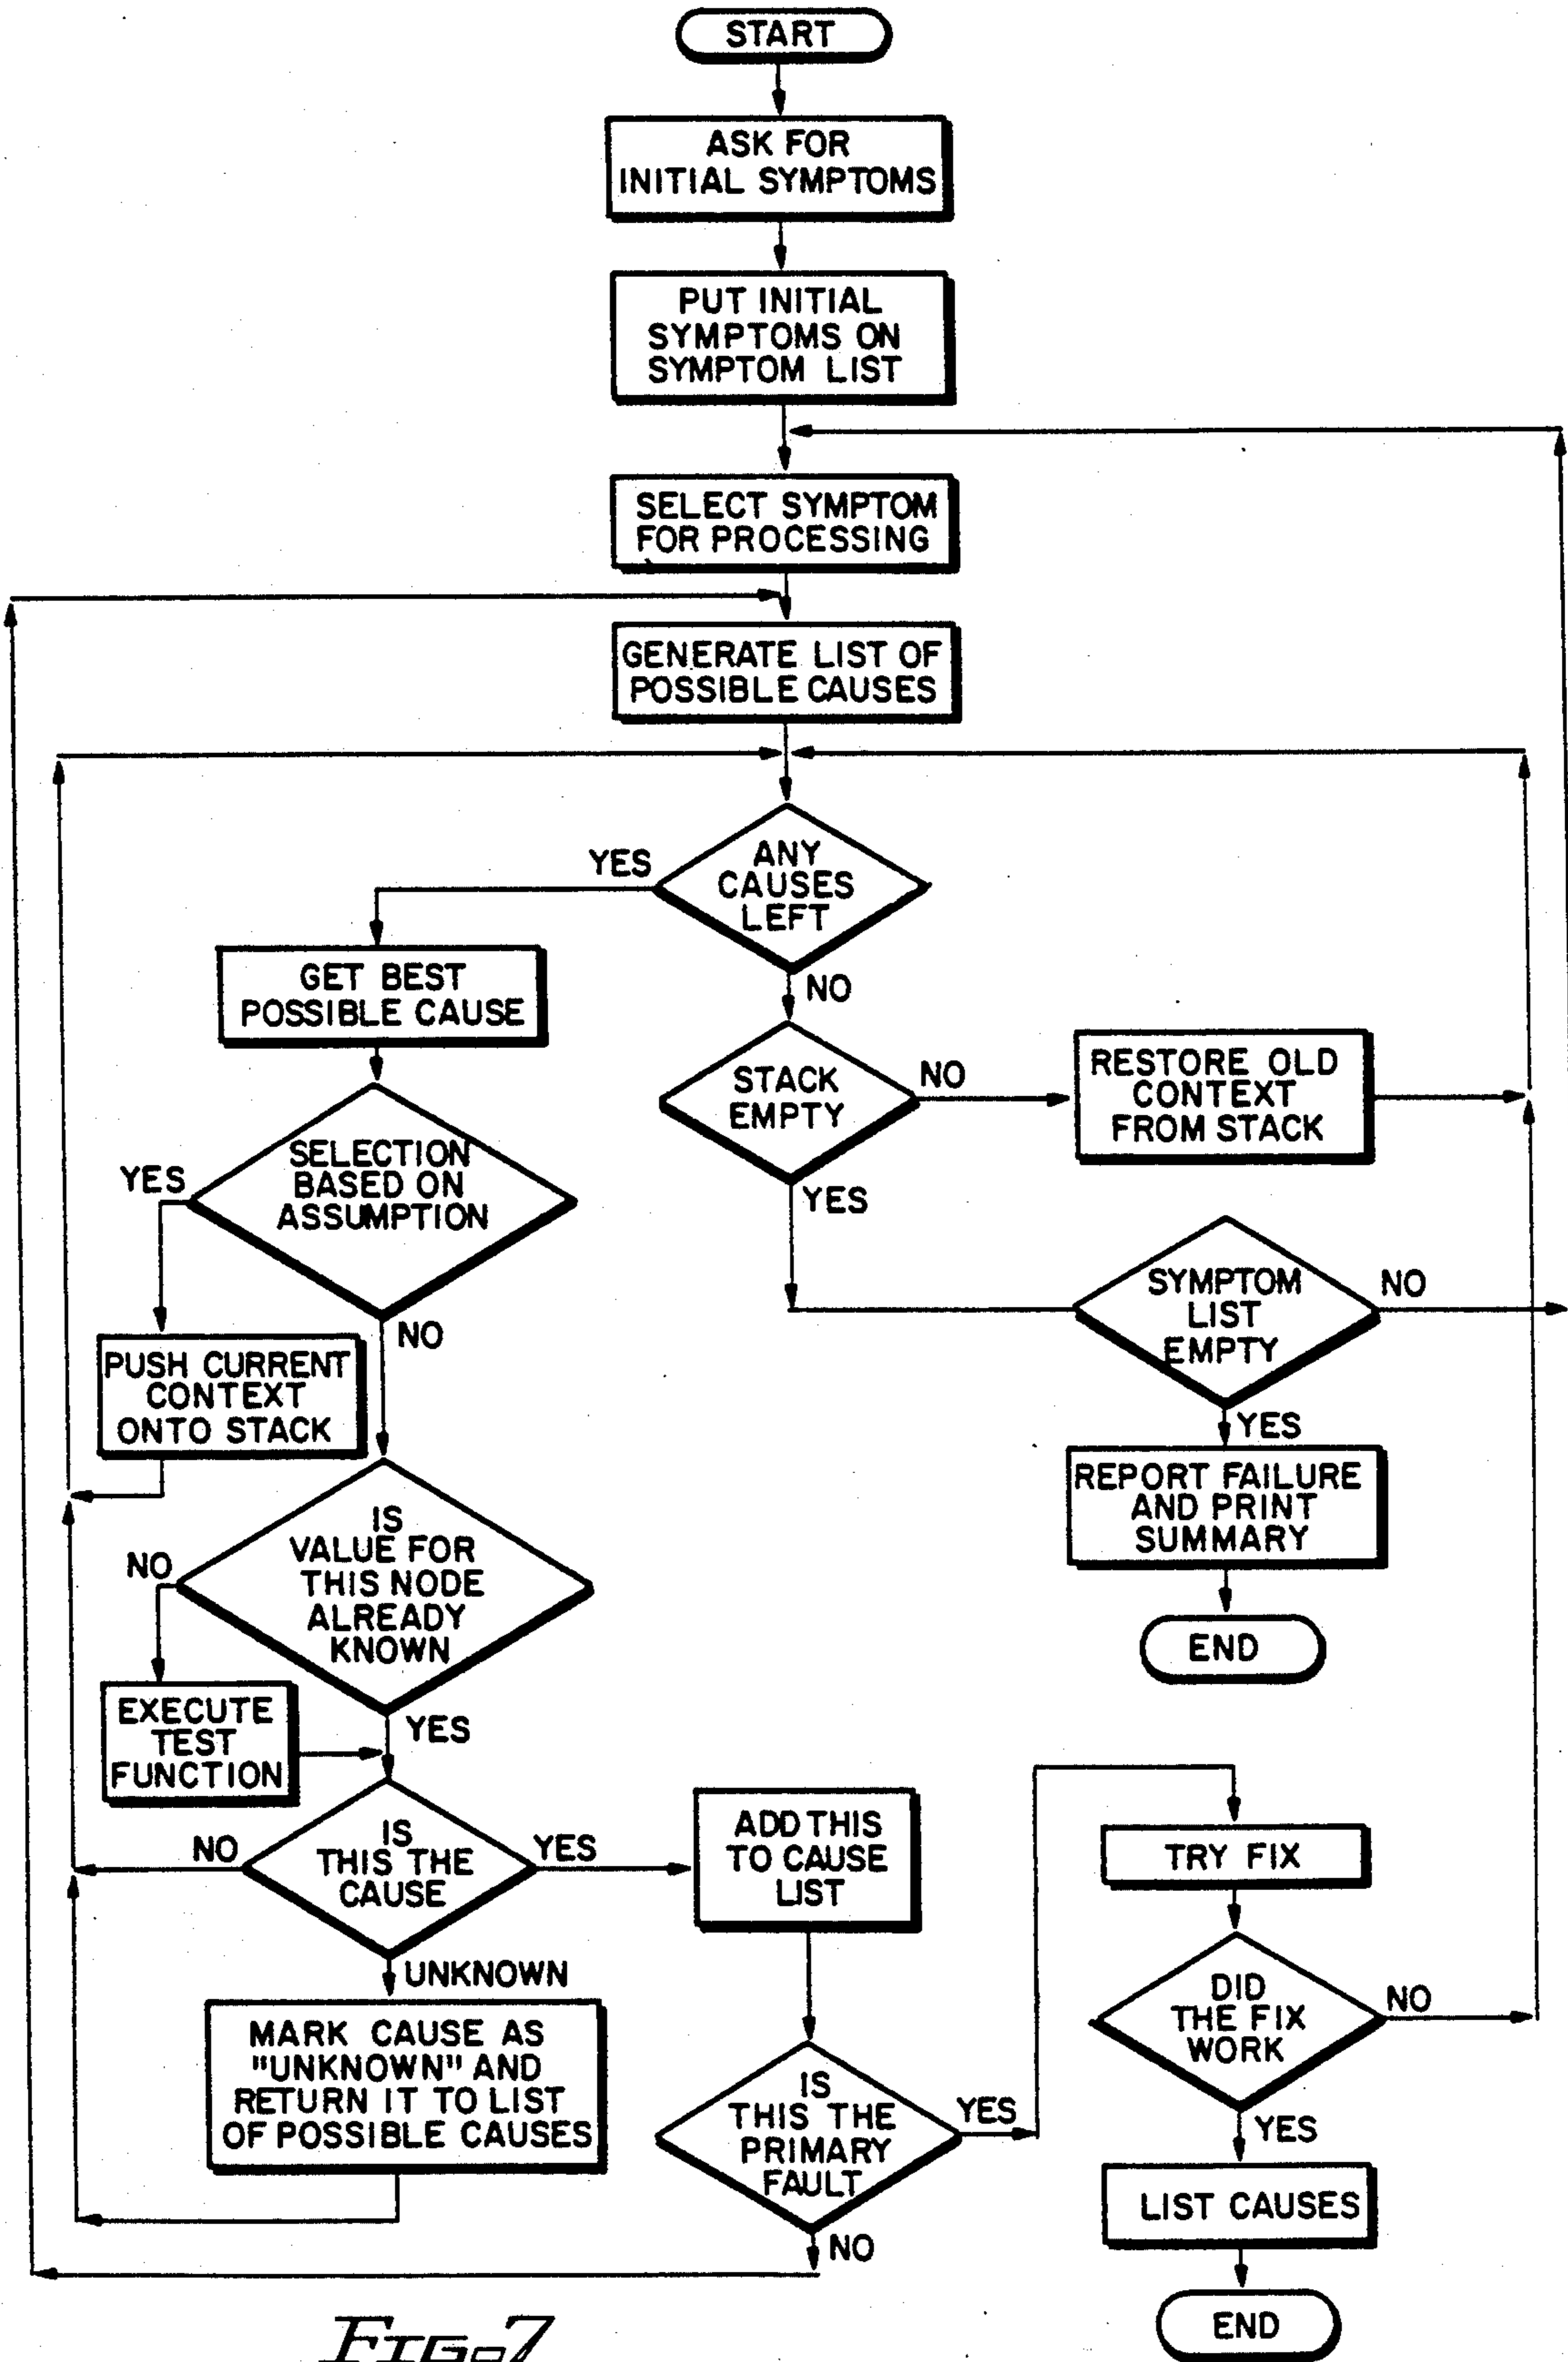 START
ASK FOR
INITIAL SYMPTOMS
PUT INITIAL
SYMPTOMS ON
SYMPTOM LIST
SELECT SYMPTOM
FOR PROCESSING
GENERATE LIST OF
POSSIBLE CAUSES
ANY
CAUSES
LEFT
YES
NO
GET BEST
POSSIBLE CAUSE
STACK
EMPTY
NO
YES
RESTORE OLD
CONTEXT
FROM STACK
SELECTION
BASED ON
ASSUMPTION
YES
NO
SYMPTOM
LIST
EMPTY
NO
YES
PUSH CURRENT
CONTEXT
ONTO STACK
REPORT FAILURE
AND PRINT
SUMMARY
END
IS
VALUE FOR
THIS NODE
ALREADY
KNOWN
NO
YES
EXECUTE
TEST
FUNCTION
IS
THIS THE
CAUSE
NO
YES
UNKNOWN
ADD THIS
TO CAUSE
LIST
MARK CAUSE AS
"UNKNOWN" AND
RETURN IT TO LIST
OF POSSIBLE CAUSES
IS
THIS THE
PRIMARY
FAULT
YES
NO
TRY FIX
DID
THE FIX
WORK
NO
YES
LIST CAUSES
END
FIG-7